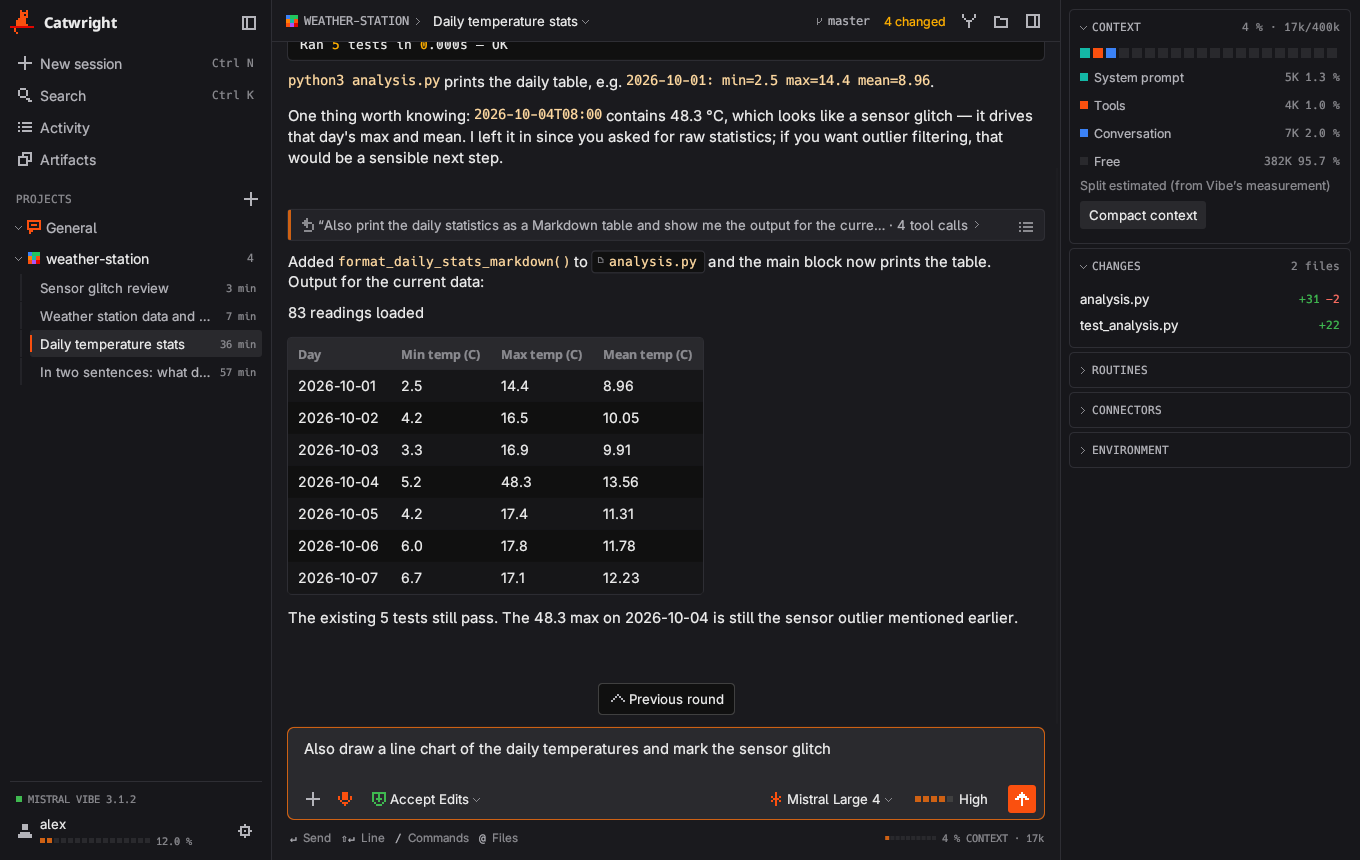 Catwright
New session Ctrl N
Search Ctrl K
Activity
Artifacts
PROJECTS
General
weather-station 4
Sensor glitch review 3 min
Weather station data and ... 7 min
Daily temperature stats 36 min
In two sentences: what d... 57 min
MISTRAL VIBE 3.1.2
alex
12.0 %
WEATHER-STATION Daily temperature stats master 4 changed
Ran 5 tests in 0.000s — OK
python3 analysis.py prints the daily table, e.g. 2026-10-01: min=2.5 max=14.4 mean=8.96.
One thing worth knowing: 2026-10-04T08:00 contains 48.3 °C, which looks like a sensor glitch — it drives
that day's max and mean. I left it in since you asked for raw statistics; if you want outlier filtering, that
would be a sensible next step.
“Also print the daily statistics as a Markdown table and show me the output for the curre... · 4 tool calls
Added format_daily_stats_markdown() to analysis.py and the main block now prints the table.
Output for the current data:
83 readings loaded
Day Min temp (C) Max temp (C) Mean temp (C)
2026-10-01 2.5 14.4 8.96
2026-10-02 4.2 16.5 10.05
2026-10-03 3.3 16.9 9.91
2026-10-04 5.2 48.3 13.56
2026-10-05 4.2 17.4 11.31
2026-10-06 6.0 17.8 11.78
2026-10-07 6.7 17.1 12.23
The existing 5 tests still pass. The 48.3 max on 2026-10-04 is still the sensor outlier mentioned earlier.
Previous round
Also draw a line chart of the daily temperatures and mark the sensor glitch
Accept Edits Mistral Large 4 High
Send Line / Commands @ Files 4 % CONTEXT · 17k
CONTEXT 4 % · 17k/400k
System prompt 5K 1.3 %
Tools 4K 1.0 %
Conversation 7K 2.0 %
Free 382K 95.7 %
Split estimated (from Vibe's measurement)
Compact context
CHANGES 2 files
analysis.py +31 −2
test_analysis.py +22
ROUTINES
CONNECTORS
ENVIRONMENT